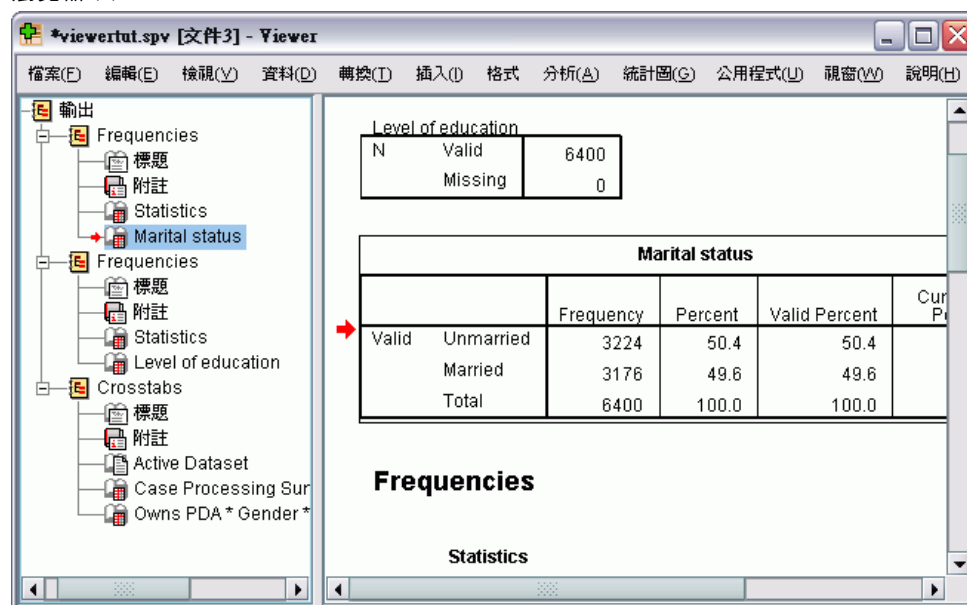 *viewertut.spv [文件3] - Viewer
檔案(F) 編輯(E) 檢視(V) 資料(D) 轉換(T) 插入(I) 格式 分析(A) 統計圖(G) 公用程式(U) 視窗(W) 說明(H)
輸出
Frequencies
標題
附註
Statistics
Marital status
Frequencies
標題
附註
Statistics
Level of education
Crosstabs
標題
附註
Active Dataset
Case Processing Sur
Owns PDA * Gender *
Level of education
N Valid 6400
Missing 0
Marital status
Frequency Percent Valid Percent Cur
Valid Unmarried 3224 50.4 50.4
Married 3176 49.6 49.6
Total 6400 100.0 100.0
Frequencies
Statistics